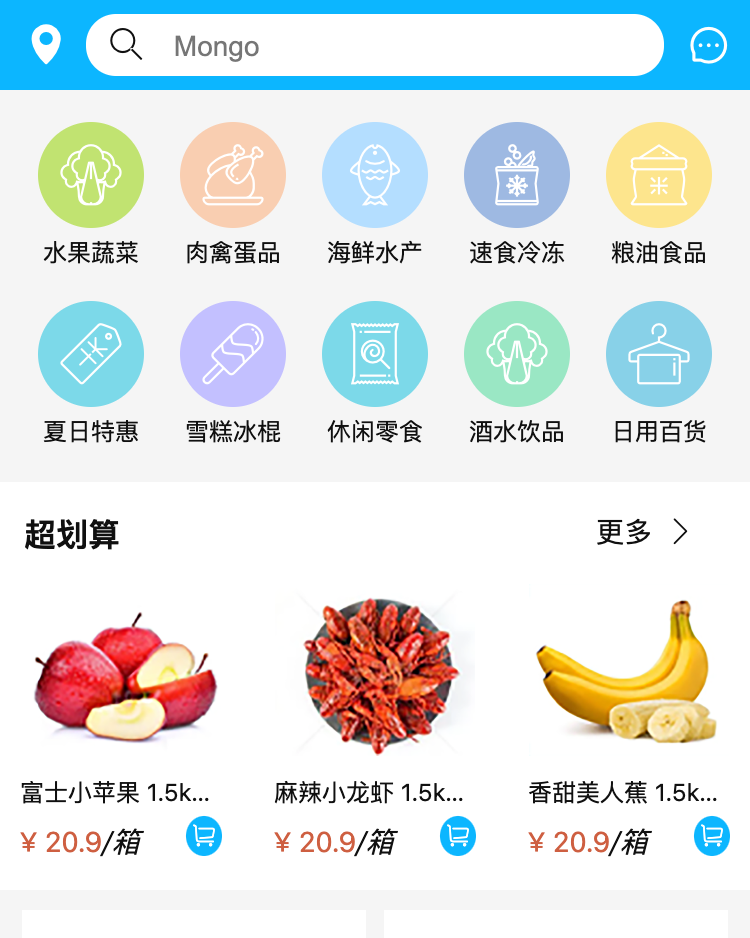 Mongo
水果蔬菜 肉禽蛋品 海鲜水产 速食冷冻 粮油食品
夏日特惠 雪糕冰棍 休闲零食 酒水饮品 日用百货
超划算 更多
富士小苹果 1.5k... 麻辣小龙虾 1.5k... 香甜美人蕉 1.5k...
¥ 20.9/箱 ¥ 20.9/箱 ¥ 20.9/箱